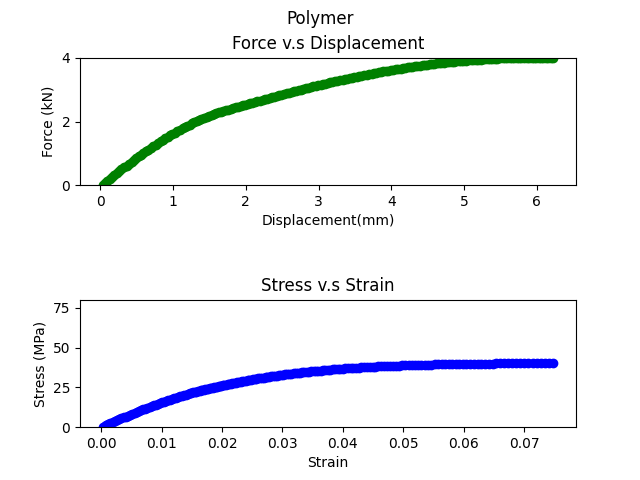 Polymer
Force v.s Displacement
4
2
0
Force (kN)
0 1 2 3 4 5 6
Displacement(mm)
Stress v.s Strain
75
50
25
0
Stress (MPa)
0.00 0.01 0.02 0.03 0.04 0.05 0.06 0.07
Strain